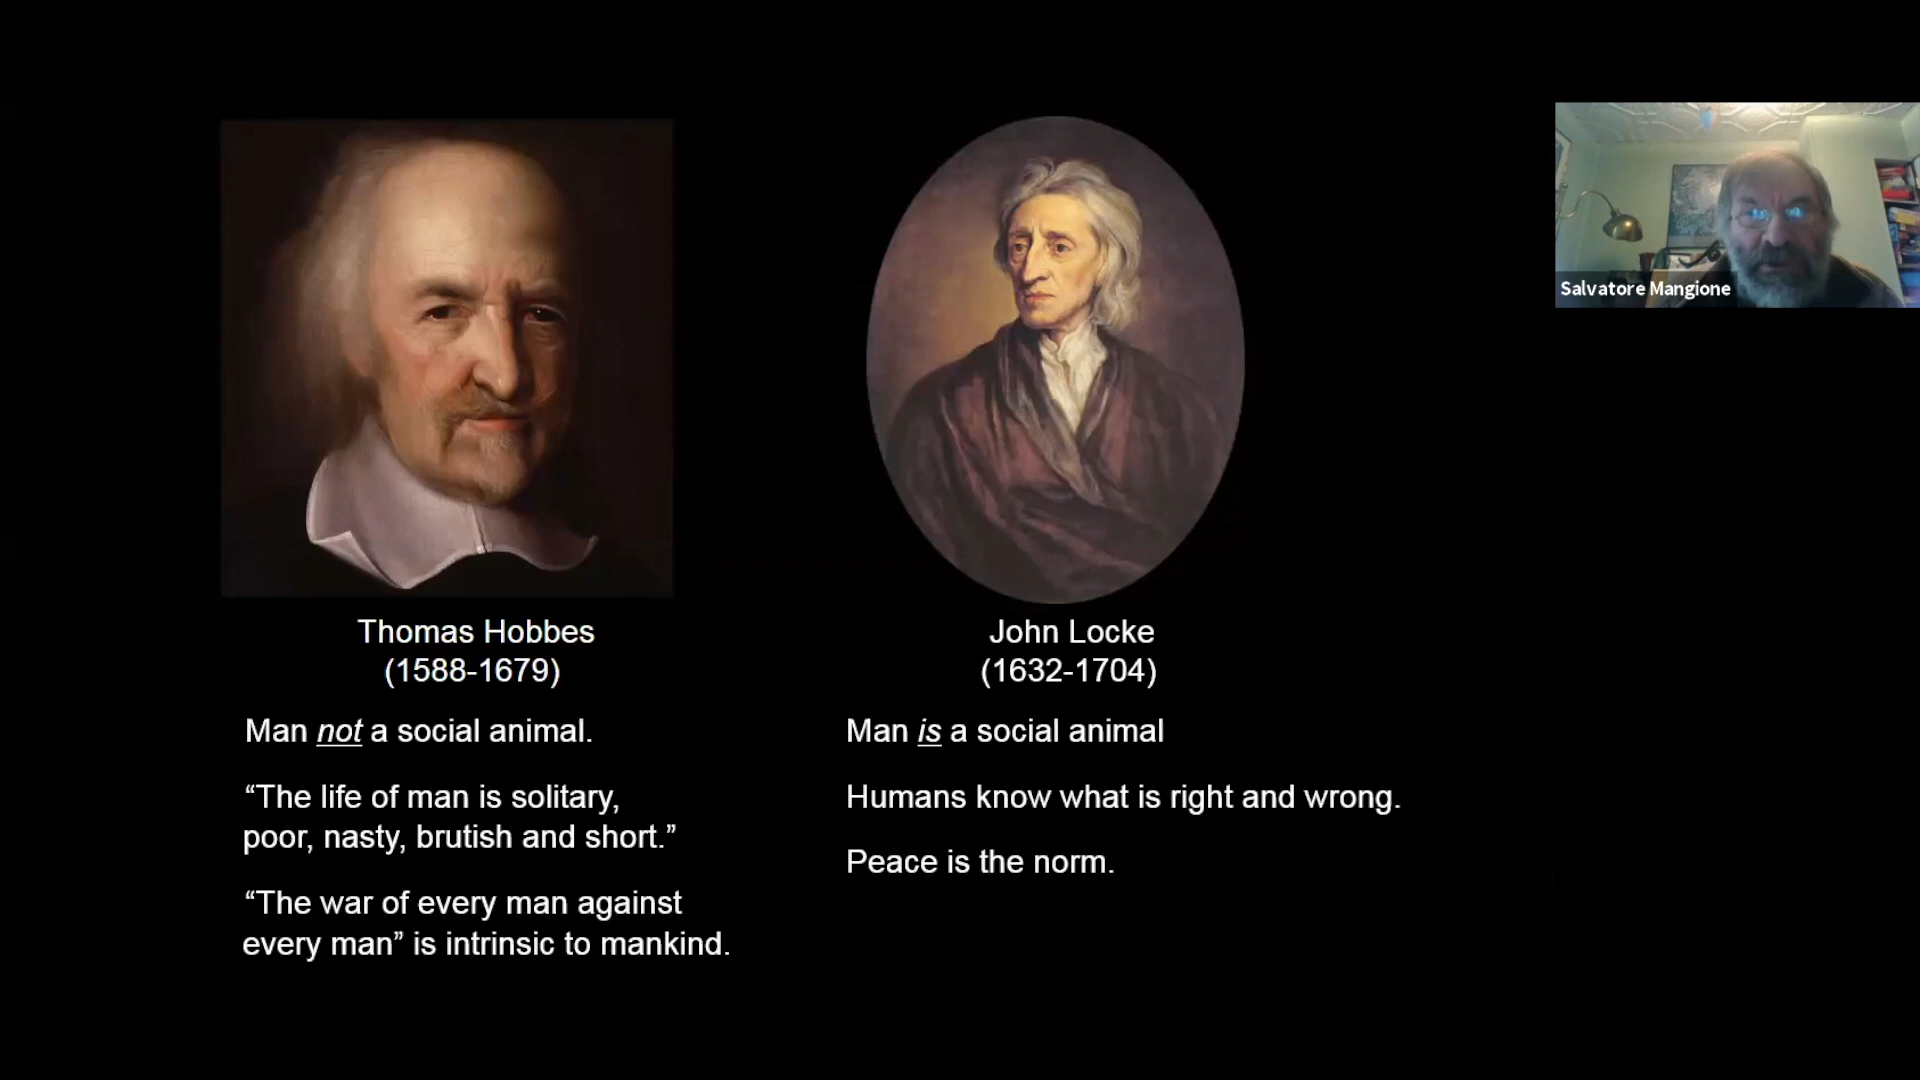 Thomas Hobbes
(1588-1679)
Man not a social animal.
“The life of man is solitary,
poor, nasty, brutish and short.”
“The war of every man against
every man” is intrinsic to mankind.
John Locke
(1632-1704)
Man is a social animal
Humans know what is right and wrong.
Peace is the norm.
Salvatore Mangione